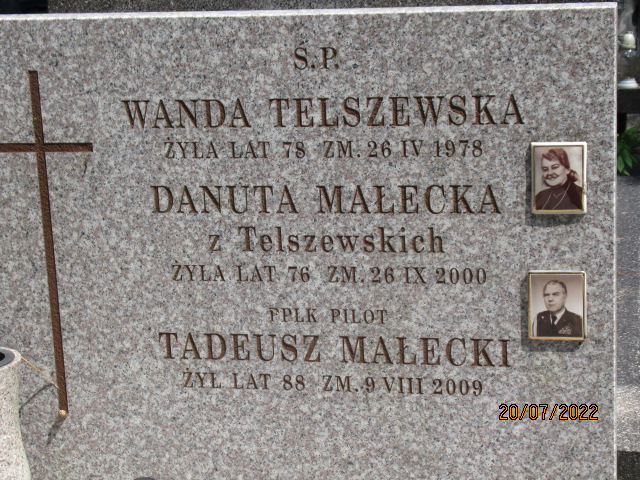 Ś.P.
WANDA TELSZEWSKA
ŻYŁA LAT 78 ZM. 26 IV 1978
DANUTA MAŁECKA
z Telszewskich
ŻYŁA LAT 76 ZM. 26 IX 2000
PPŁK PILOT
TADEUSZ MAŁECKI
ŻYŁ LAT 88 ZM. 9 VIII 2009
20/07/2022